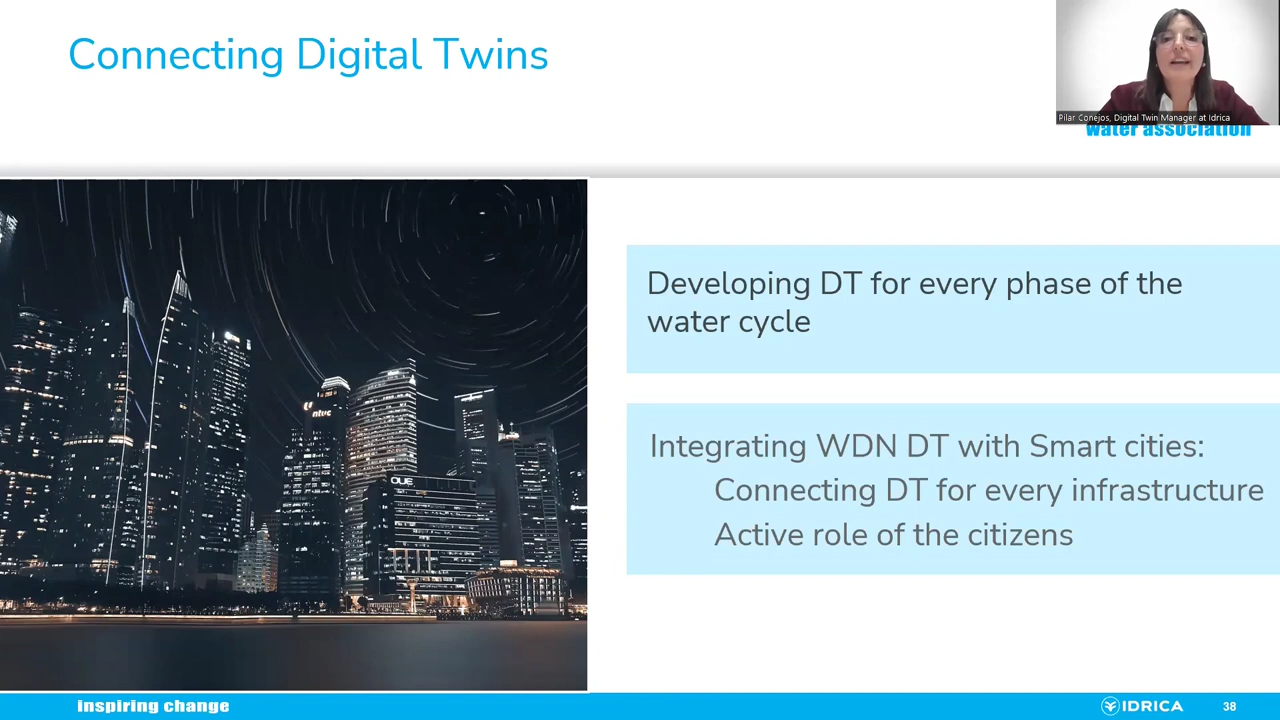 Connecting Digital Twins
Pilar Conejos, Digital Twin Manager at Idrica
water association
Developing DT for every phase of the
water cycle
Integrating WDN DT with Smart cities:
Connecting DT for every infrastructure
Active role of the citizens
ntuc
OUE
inspiring change
IDRICA
38